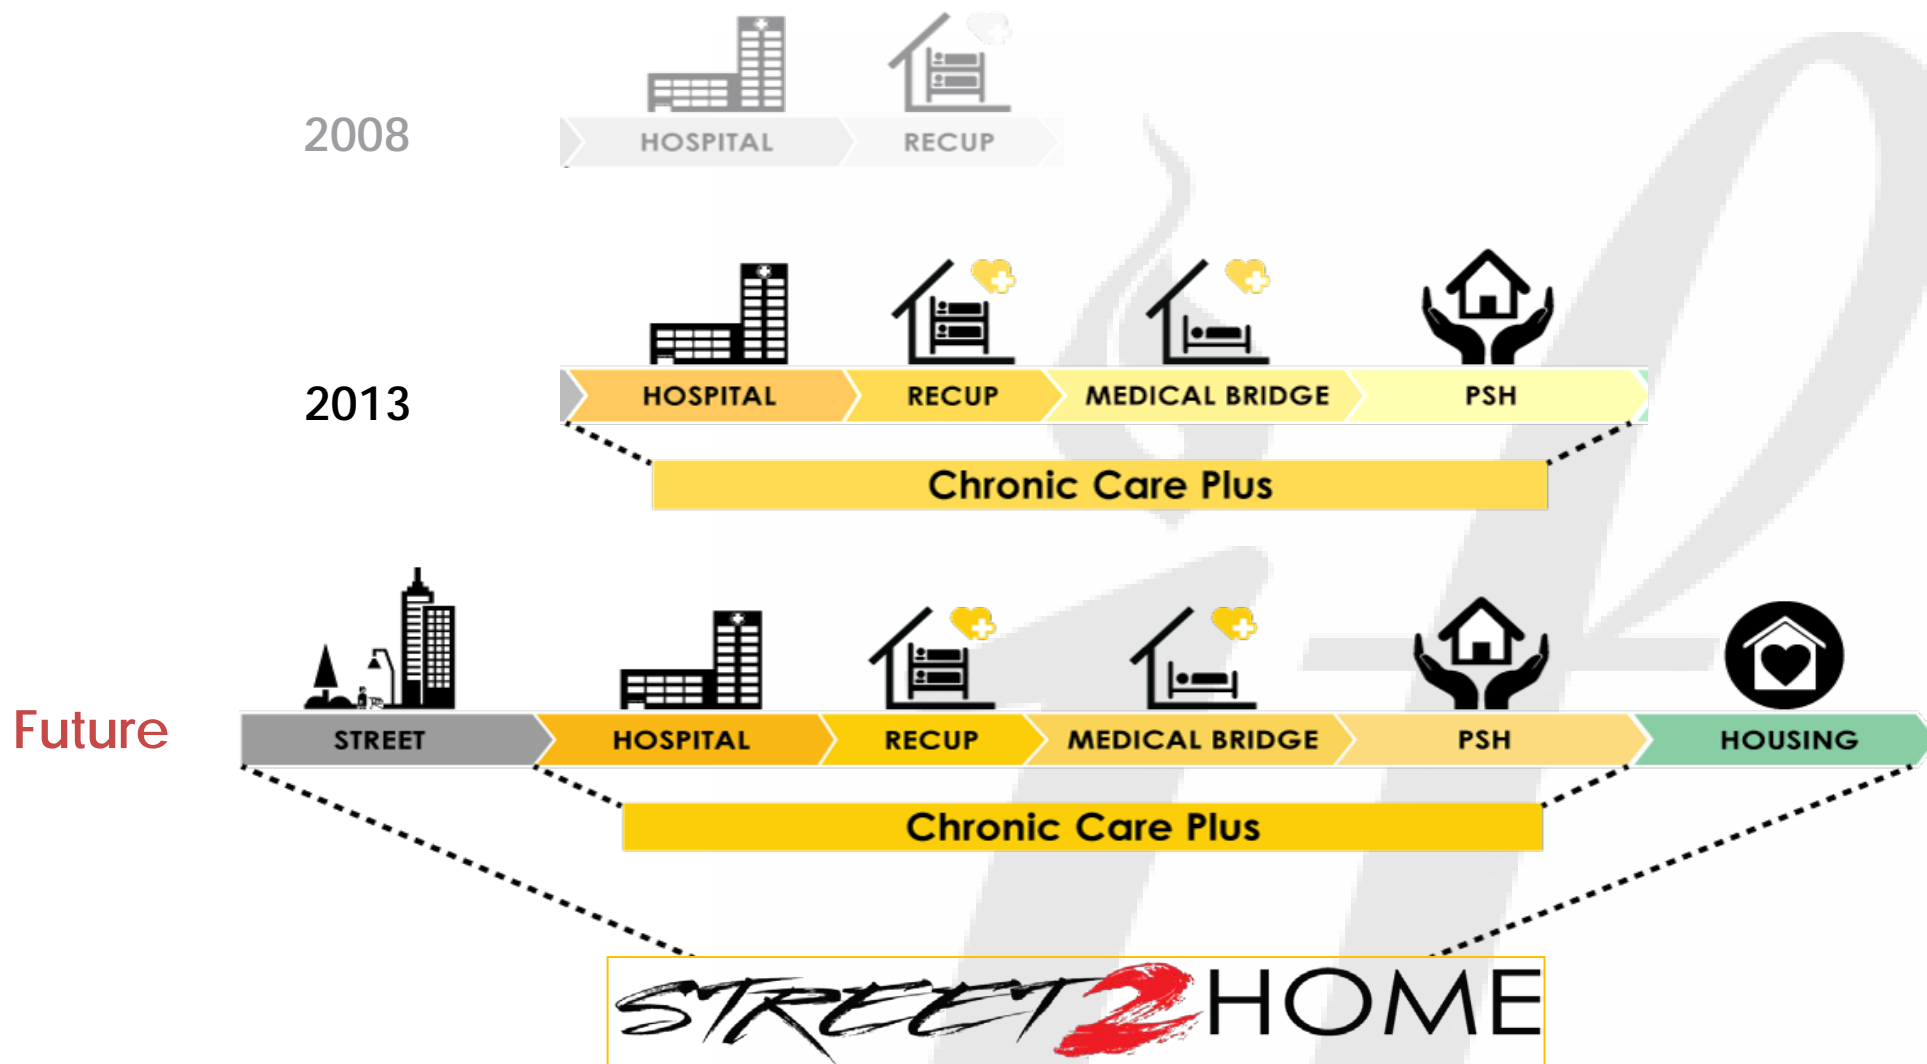 2008
HOSPITAL RECUP
2013
HOSPITAL RECUP MEDICAL BRIDGE PSH
Chronic Care Plus
Future
STREET HOSPITAL RECUP MEDICAL BRIDGE PSH HOUSING
Chronic Care Plus
STREET2HOME